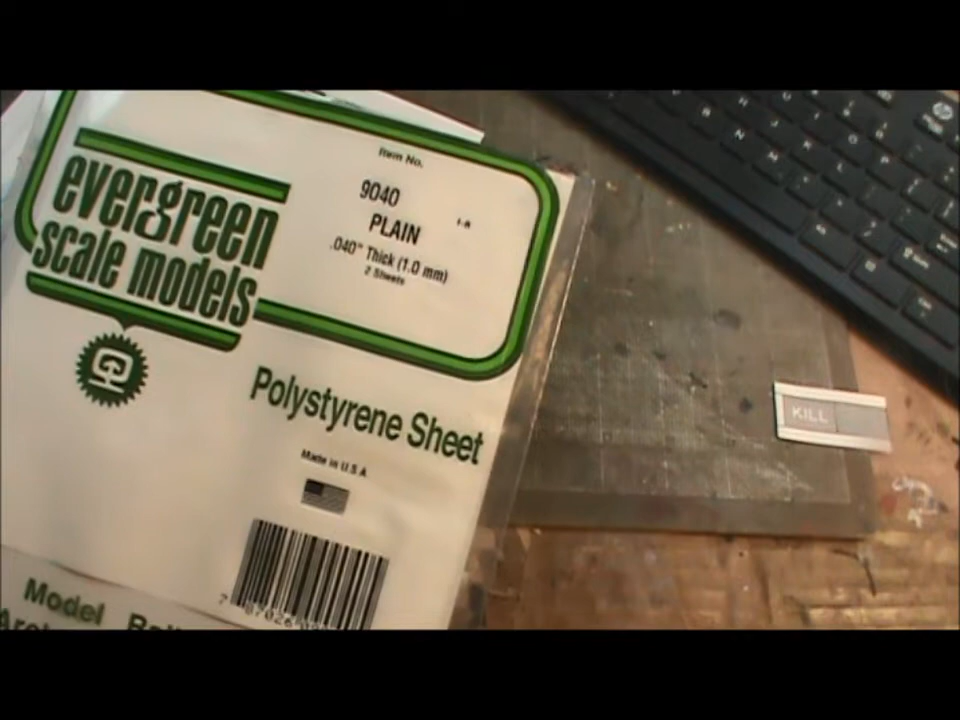 evergreen
scale models
Item No.
9040
PLAIN
.040" Thick (1.0 mm)
2 Sheets
Polystyrene Sheet
Made in U.S.A
Model
KILL
hp